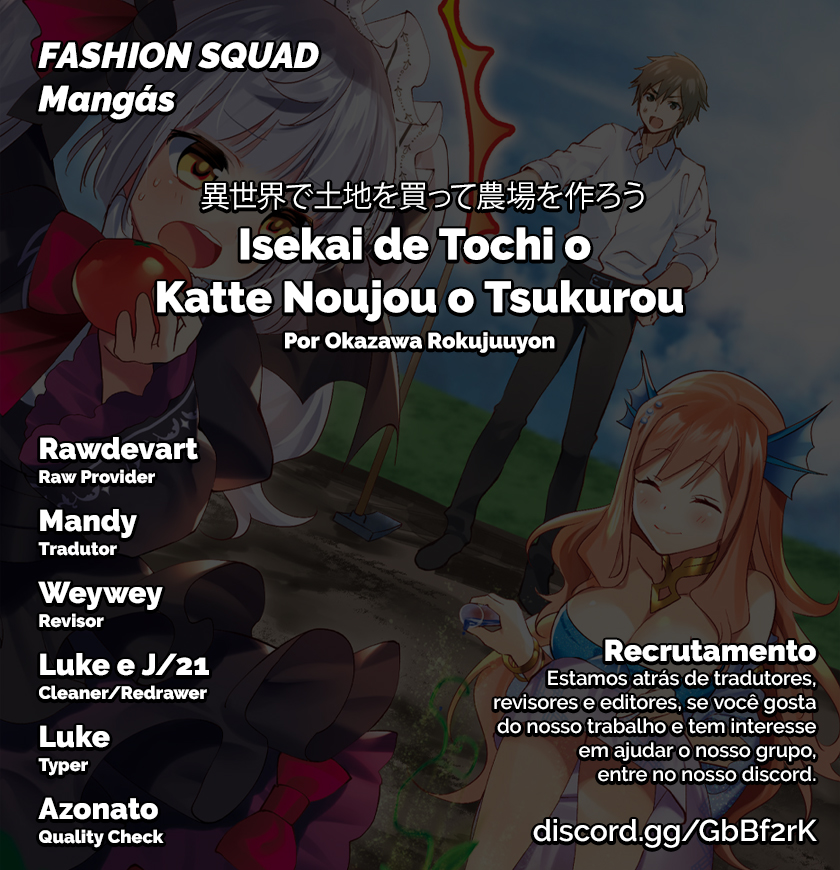 FASHION SQUAD
Mangás
異世界で土地を買って農場を作ろう
Isekai de Tochi o
Katte Noujou o Tsukurou
Por Okazawa Rokujuuyon
Rawdevart
Raw Provider
Mandy
Tradutor
Weywey
Revisor
Luke e J/21
Cleaner/Redrawer
Luke
Typer
Azonato
Quality Check
Recrutamento
Estamos atrás de tradutores,
revisores e editores, se você gosta
do nosso trabalho e tem interesse
em ajudar o nosso grupo,
entre no nosso discord.
discord.gg/GbBf2rK